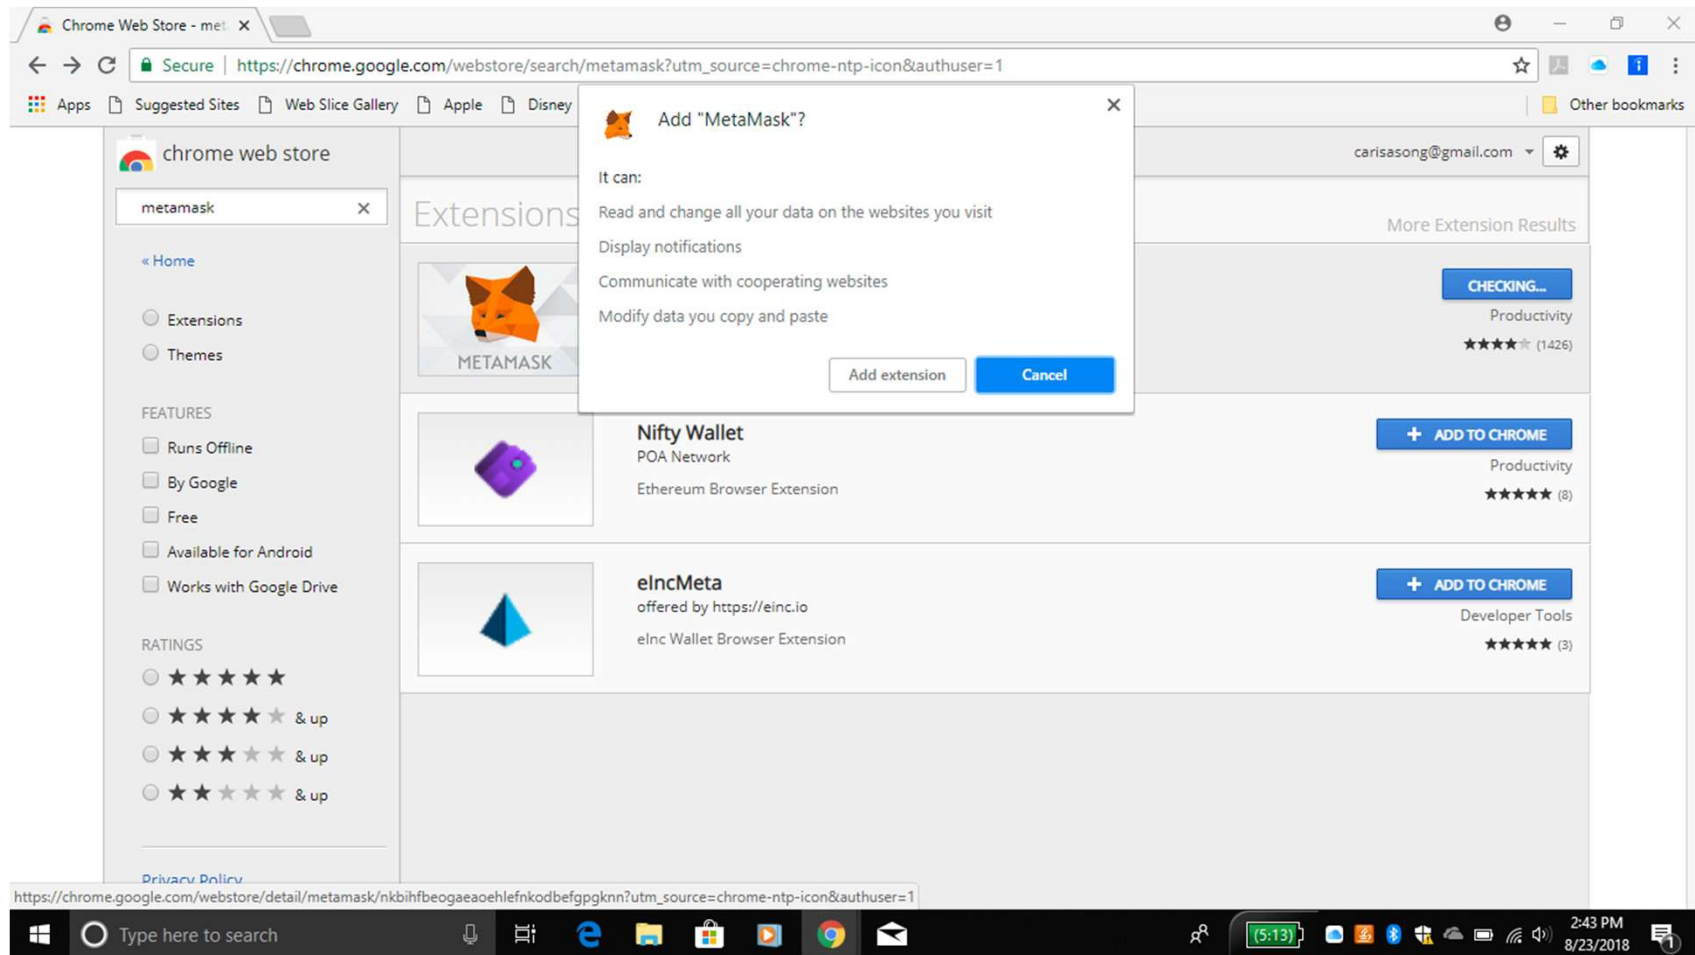 Chrome Web Store - met
Secure | https://chrome.google.com/webstore/search/metamask?utm_source=chrome-ntp-icon&authuser=1
Apps Suggested Sites Web Slice Gallery Apple Disney Other bookmarks
Add "MetaMask"?
It can:
Read and change all your data on the websites you visit
Display notifications
Communicate with cooperating websites
Modify data you copy and paste
Add extension Cancel
chrome web store
carisasong@gmail.com
metamask
« Home
Extensions
Themes
FEATURES
Runs Offline
By Google
Free
Available for Android
Works with Google Drive
RATINGS
& up
& up
& up
Privacy Policy
Extensions
More Extension Results
METAMASK
CHECKING...
Productivity
(1426)
Nifty Wallet
POA Network
Ethereum Browser Extension
+ ADD TO CHROME
Productivity
(8)
eIncMeta
offered by https://einc.io
eInc Wallet Browser Extension
+ ADD TO CHROME
Developer Tools
(3)
https://chrome.google.com/webstore/detail/metamask/nkbihfbeogaeaoehlefnkodbefgpgknn?utm_source=chrome-ntp-icon&authuser=1
Type here to search
(5:13)
2:43 PM
8/23/2018
1